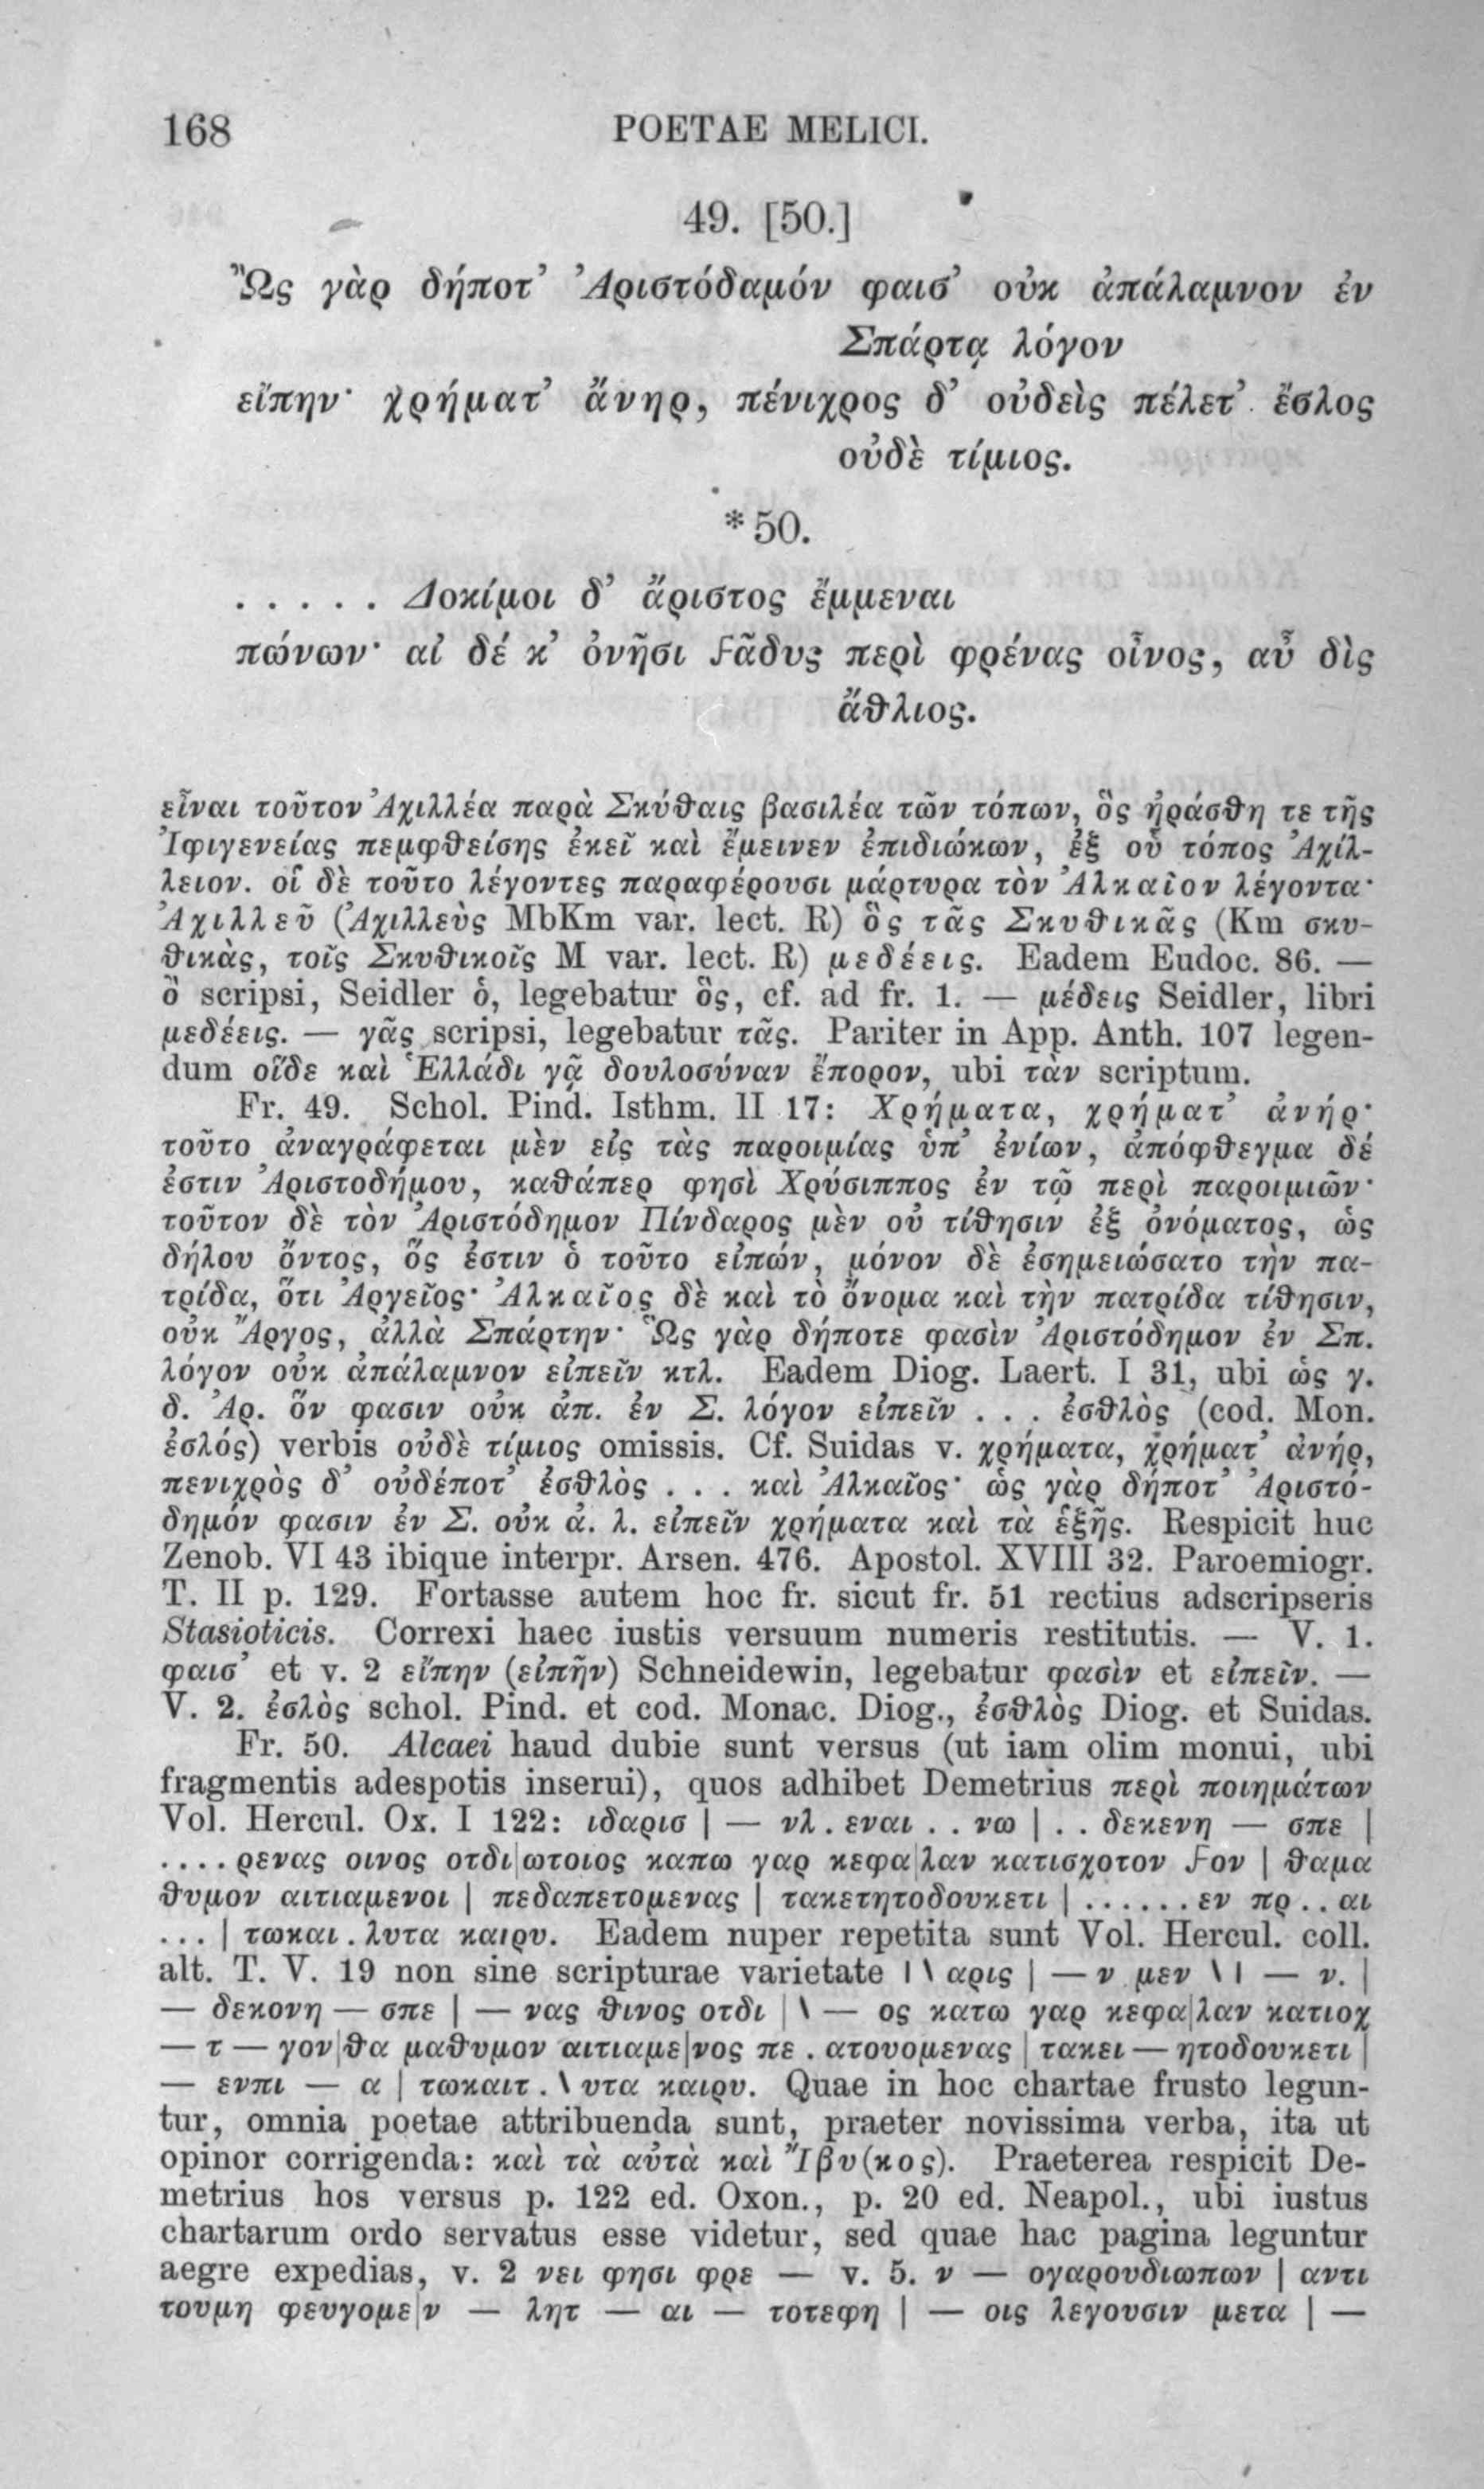 168 POETAE MELICI.
49. [50.]
Ὢς γὰρ δήποτ’ Ἀριστόδαμόν φαισ’ οὐκ ἀπάλαμνον ἐν
Σπάρτᾳ λόγον
εἴπην· χρήματ’ ἄνηρ, πένιχρος δ’ οὐδεὶς πέλετ’ ἔσλος
οὐδὲ τίμιος.
*50.
. . . . . Δοκίμοι δ’ ἄριστος ἔμμεναι
πώνων· αἰ δέ κ’ ὀνῆσι ϝᾶδυς περὶ φρένας οἶνος, αὖ δὶς
ἄθλιος.
εἶναι τοῦτον Ἀχιλλέα παρὰ Σκύθαις βασιλέα τῶν τόπων, ὃς ἠράσθη τε τῆς
Ἰφιγενείας πεμφθείσης ἐκεῖ καὶ ἔμεινεν ἐπιδιώκων, ἐξ οὗ τόπος Ἀχίλ-
λειον. οἱ δὲ τοῦτο λέγοντες παραφέρουσι μάρτυρα τὸν Ἀλκαῖον λέγοντα·
Ἀχιλλεῦ (Ἀχιλλεὺς MbKm var. lect. R) ὃς τᾶς Σκυθικᾶς (Km σκυ-
θικὰς, τοῖς Σκυθικοῖς M var. lect. R) μεδέεις. Eadem Eudoc. 86. —
ὃ scripsi, Seidler ὁ, legebatur ὃς, cf. ad fr. 1. — μέδεις Seidler, libri
μεδέεις. — γᾶς scripsi, legebatur τᾶς. Pariter in App. Anth. 107 legen-
dum οἵδε καὶ Ἑλλάδι γᾷ δουλοσύναν ἔπορον, ubi τὰν scriptum.
Fr. 49. Schol. Pind. Isthm. II 17: Χρήματα, χρήματ’ ἀνήρ·
τοῦτο ἀναγράφεται μὲν εἰς τὰς παροιμίας ὑπ’ ἐνίων, ἀπόφθεγμα δέ
ἐστιν Ἀριστοδήμου, καθάπερ φησὶ Χρύσιππος ἐν τῷ περὶ παροιμιῶν·
τοῦτον δὲ τὸν Ἀριστόδημον Πίνδαρος μὲν οὐ τίθησιν ἐξ ὀνόματος, ὡς
δήλου ὄντος, ὅς ἐστιν ὁ τοῦτο εἰπών, μόνον δὲ ἐσημειώσατο τὴν πα-
τρίδα, ὅτι Ἀργεῖος· Ἀλκαῖος δὲ καὶ τὸ ὄνομα καὶ τὴν πατρίδα τίθησιν,
οὐκ Ἄργος, ἀλλὰ Σπάρτην· Ὣς γὰρ δήποτε φασὶν Ἀριστόδημον ἐν Σπ.
λόγον οὐκ ἀπάλαμνον εἰπεῖν κτλ. Eadem Diog. Laert. I 31, ubi ὡς γ.
δ. Ἀρ. ὅν φασιν οὐκ ἀπ. ἐν Σ. λόγον εἰπεῖν . . . ἐσθλὸς (cod. Mon.
ἐσλός) verbis οὐδὲ τίμιος omissis. Cf. Suidas v. χρήματα, χρήματ’ ἀνήρ,
πενιχρὸς δ’ οὐδέποτ’ ἐσθλὸς . . . καὶ Ἀλκαῖος· ὡς γὰρ δήποτ’ Ἀριστό-
δημόν φασιν ἐν Σ. οὐκ ἀ. λ. εἰπεῖν χρήματα καὶ τὰ ἑξῆς. Respicit huc
Zenob. VI 43 ibique interpr. Arsen. 476. Apostol. XVIII 32. Paroemiogr.
T. II p. 129. Fortasse autem hoc fr. sicut fr. 51 rectius adscripseris
Stasioticis. Correxi haec iustis versuum numeris restitutis. — V. 1.
φαισ’ et v. 2 εἴπην (εἰπῆν) Schneidewin, legebatur φασὶν et εἰπεῖν. —
V. 2. ἐσλὸς schol. Pind. et cod. Monac. Diog., ἐσθλὸς Diog. et Suidas.
Fr. 50. Alcaei haud dubie sunt versus (ut iam olim monui, ubi
fragmentis adespotis inserui), quos adhibet Demetrius περὶ ποιημάτων
Vol. Hercul. Ox. I 122: ιδαρισ | — νλ . εναι . . νω | . . δεκενη — σπε |
. . . . ρενας οινος οτδι|ωτοιος καπω γαρ κεφα|λαν κατισχοτον ϝον | θαμα
θυμον αιτιαμενοι | πεδαπετομενας | τακετητοδουκετι | . . . . . . εν πρ . . αι
. . . | τωκαι . λυτα καιρυ. Eadem nuper repetita sunt Vol. Hercul. coll.
alt. T. V. 19 non sine scripturae varietate Ι \ αρις | — ν μεν \ Ι — ν. |
— δεκονη — σπε | — νας θινος οτδι | \ — ος κατω γαρ κεφα|λαν κατιοχ
— τ — γον|θα μαθυμον αιτιαμε|νος πε . ατουομενας | τακει — ητοδουκετι |
— ενπι — α | τωκαιτ . \ υτα καιρυ. Quae in hoc chartae frusto legun-
tur, omnia poetae attribuenda sunt, praeter novissima verba, ita ut
opinor corrigenda: καὶ τὰ αὐτὰ καὶ Ἴβυ(κος). Praeterea respicit De-
metrius hos versus p. 122 ed. Oxon., p. 20 ed. Neapol., ubi iustus
chartarum ordo servatus esse videtur, sed quae hac pagina leguntur
aegre expedias, v. 2 νει φησι φρε — v. 5. ν — ογαρουδιωπων | αντι
τουμη φευγομε|ν — λητ — αι — τοτεφη | — οις λεγουσιν μετα | —